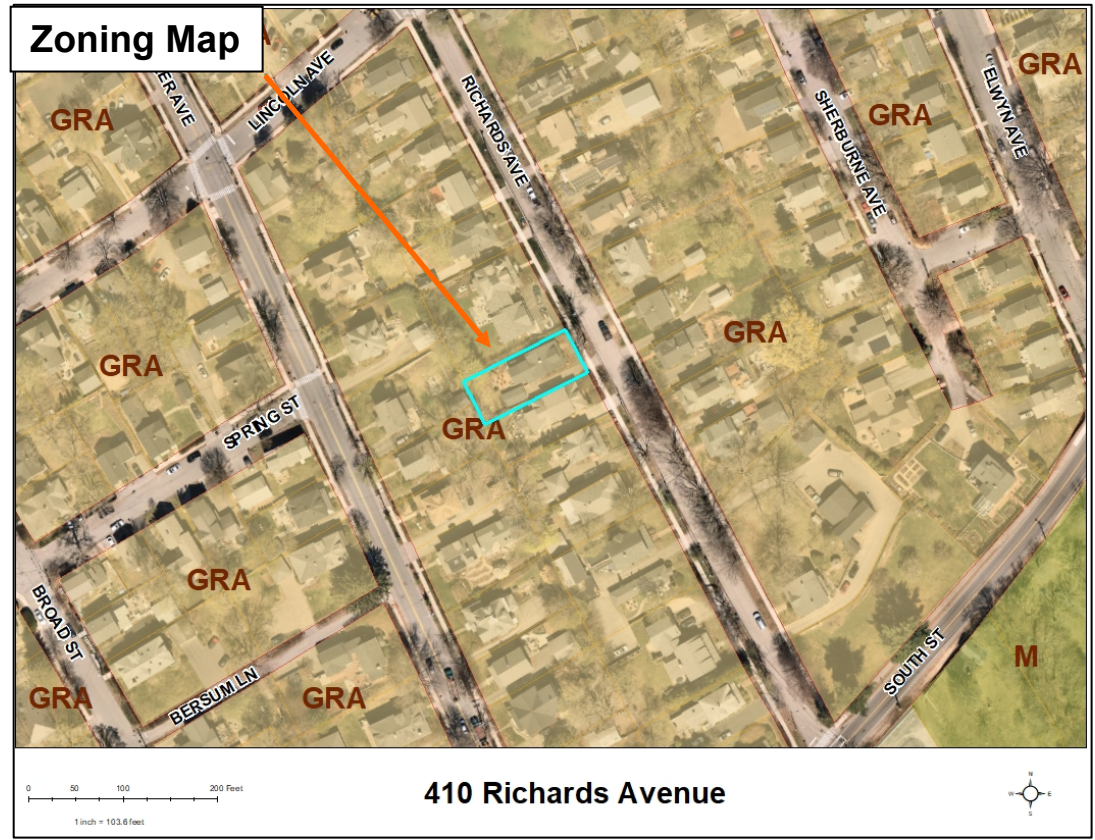 Zoning Map
GRA
ER AVE
LINCOLN AVE
RICHARDS AVE
SHERBURNE AVE
GRA
ELWYN AVE
GRA
GRA
SPRING ST
GRA
GRA
GRA
BROAD ST
GRA
BERSUM LN
GRA
SOUTH ST
M
0 50 100 200 Feet
1 inch = 103.6 feet
410 Richards Avenue
N
W E
S